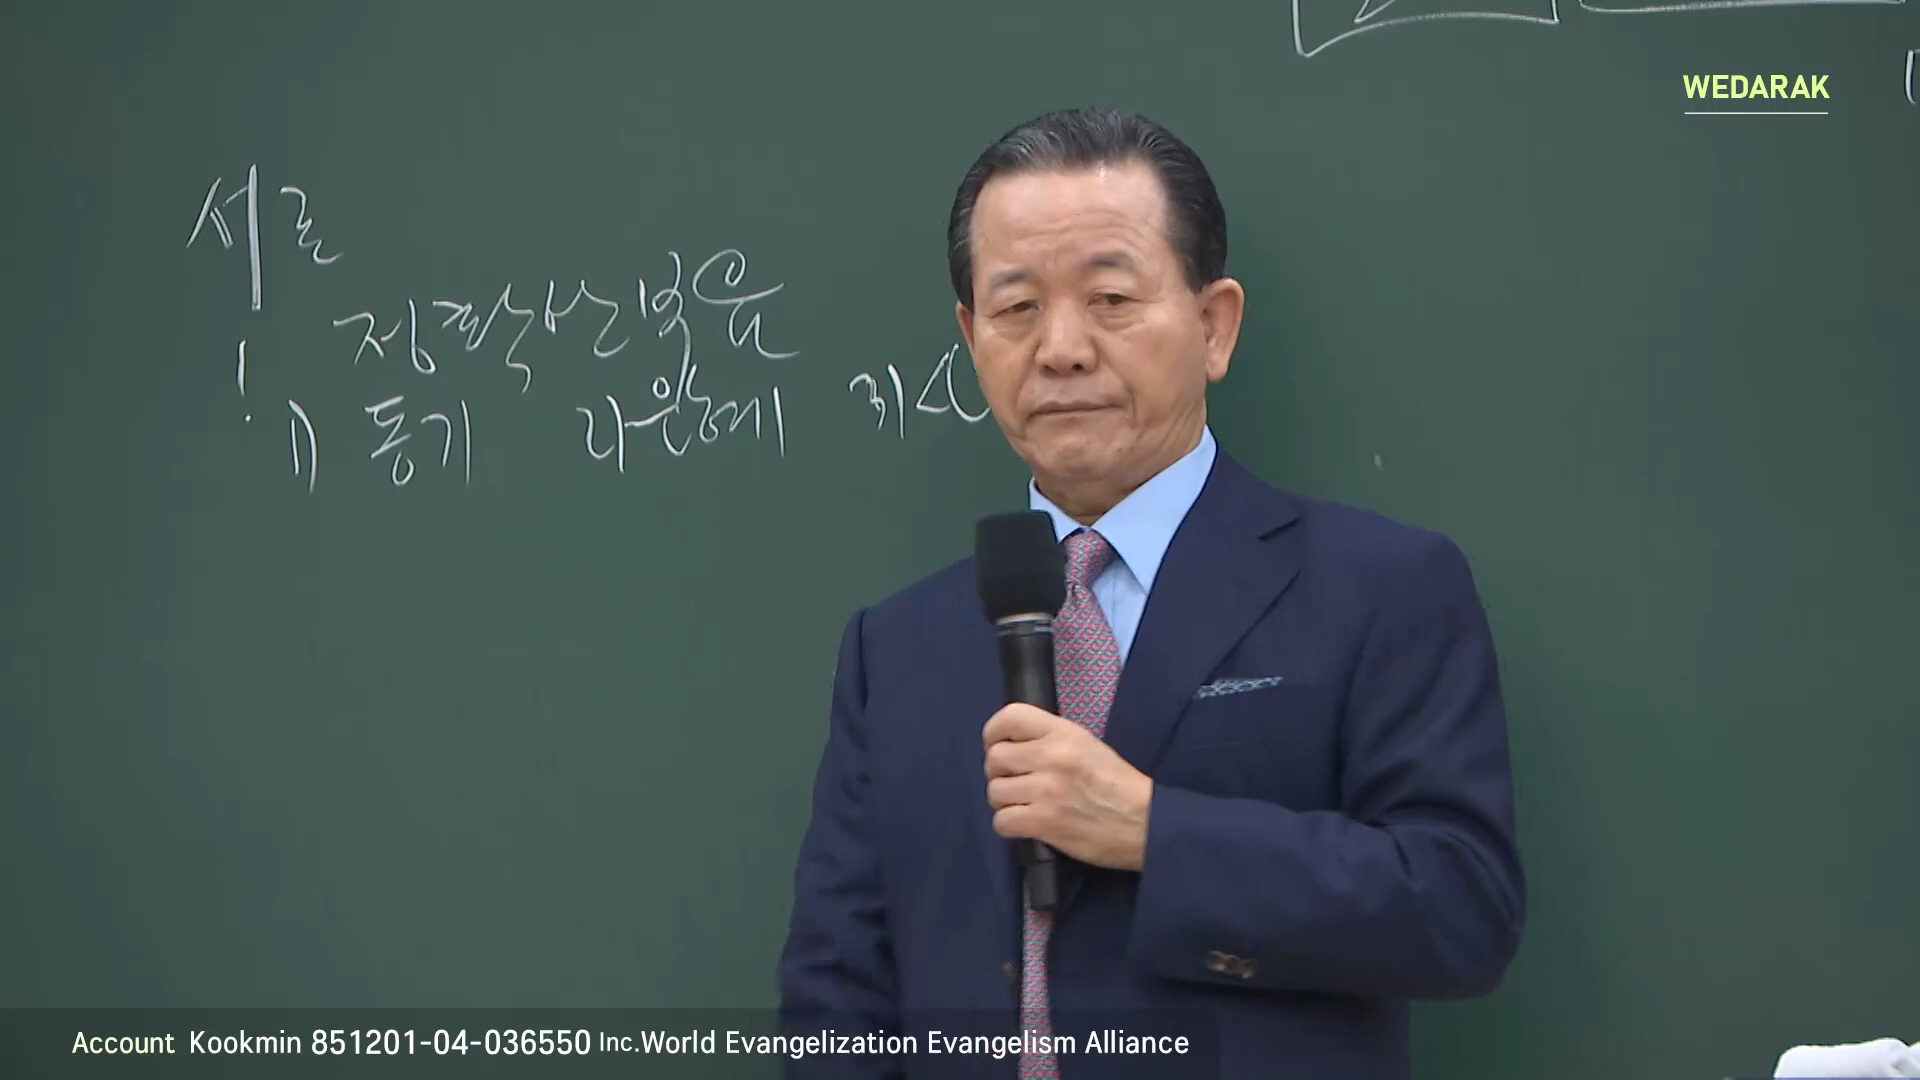 WEDARAK
서론
정확한 복음
1) 동기
Account Kookmin 851201-04-036550 Inc.World Evangelization Evangelism Alliance